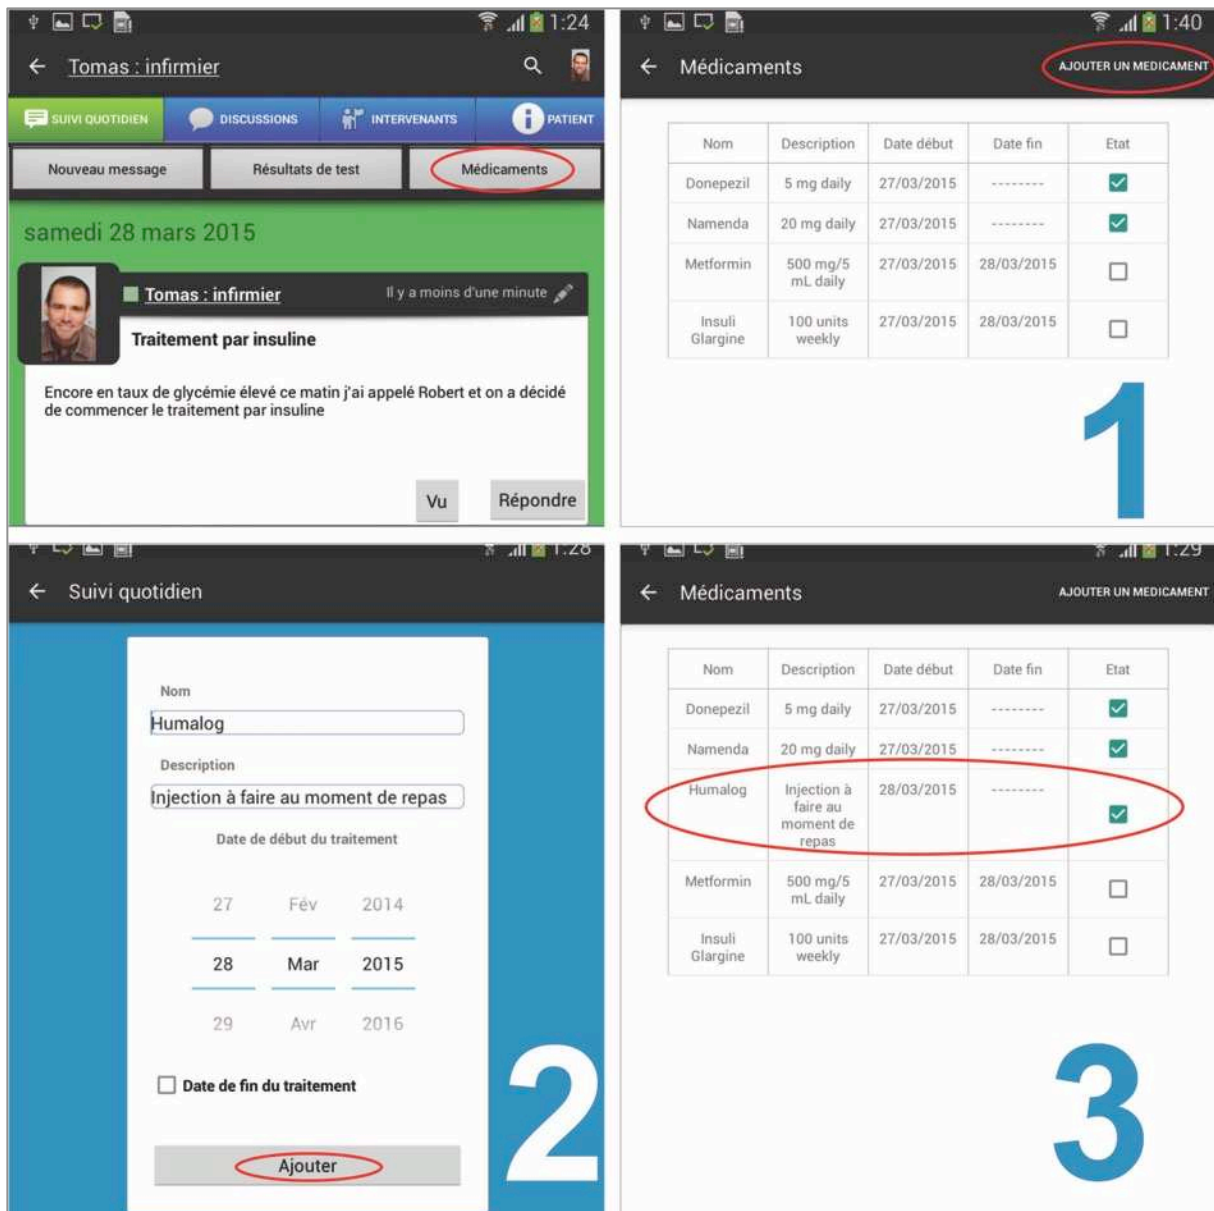 1:24
Tomas : infirmier
SUIVI QUOTIDIEN DISCUSSIONS INTERVENANTS PATIENT
Nouveau message Résultats de test Médicaments
samedi 28 mars 2015
Tomas : infirmier Il y a moins d'une minute
Traitement par insuline
Encore en taux de glycémie élevé ce matin j'ai appelé Robert et on a décidé
de commencer le traitement par insuline
Vu Répondre
1:40
Médicaments AJOUTER UN MEDICAMENT
Nom Description Date début Date fin Etat
Donepezil 5 mg daily 27/03/2015 --------
Namenda 20 mg daily 27/03/2015 --------
Metformin 500 mg/5 27/03/2015 28/03/2015
mL daily
Insuli 100 units 27/03/2015 28/03/2015
Glargine weekly
1
1:28
Suivi quotidien
Nom
Humalog
Description
Injection à faire au moment de repas
Date de début du traitement
27 Fév 2014
28 Mar 2015
29 Avr 2016
Date de fin du traitement
Ajouter
2
1:29
Médicaments AJOUTER UN MEDICAMENT
Nom Description Date début Date fin Etat
Donepezil 5 mg daily 27/03/2015 --------
Namenda 20 mg daily 27/03/2015 --------
Humalog Injection à 28/03/2015 --------
faire au
moment de
repas
Metformin 500 mg/5 27/03/2015 28/03/2015
mL daily
Insuli 100 units 27/03/2015 28/03/2015
Glargine weekly
3